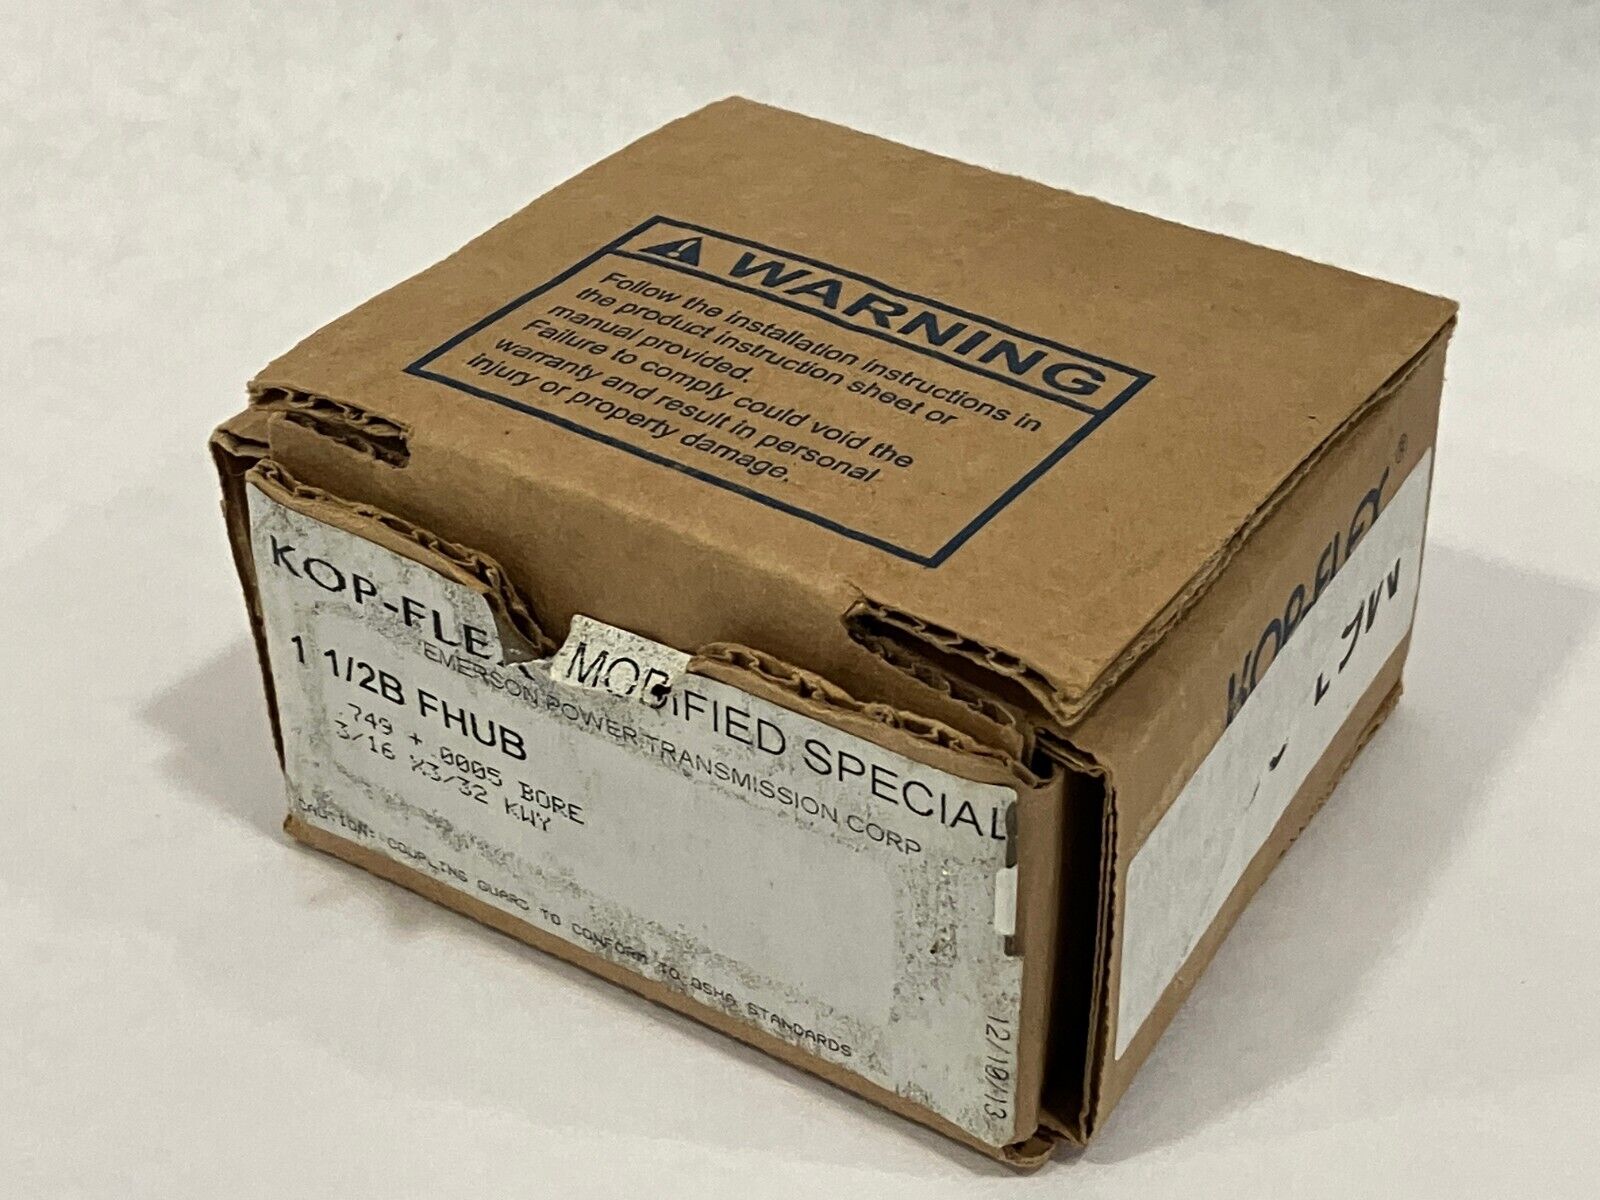 WARNING
Follow the installation instructions in
the product instruction sheet or
manual provided.
Failure to comply could void the
warranty and result in personal
injury or property damage.
KOP-FLEX MODIFIED SPECIAL
EMERSON POWER TRANSMISSION CORP
1 1/2B FHUB
.749 + .0005 BORE
3/16 X3/32 KWY
CAUTION: COUPLING GUARD TO CONFORM TO OSHA STANDARDS
12/10/13
KOP-FLEX®